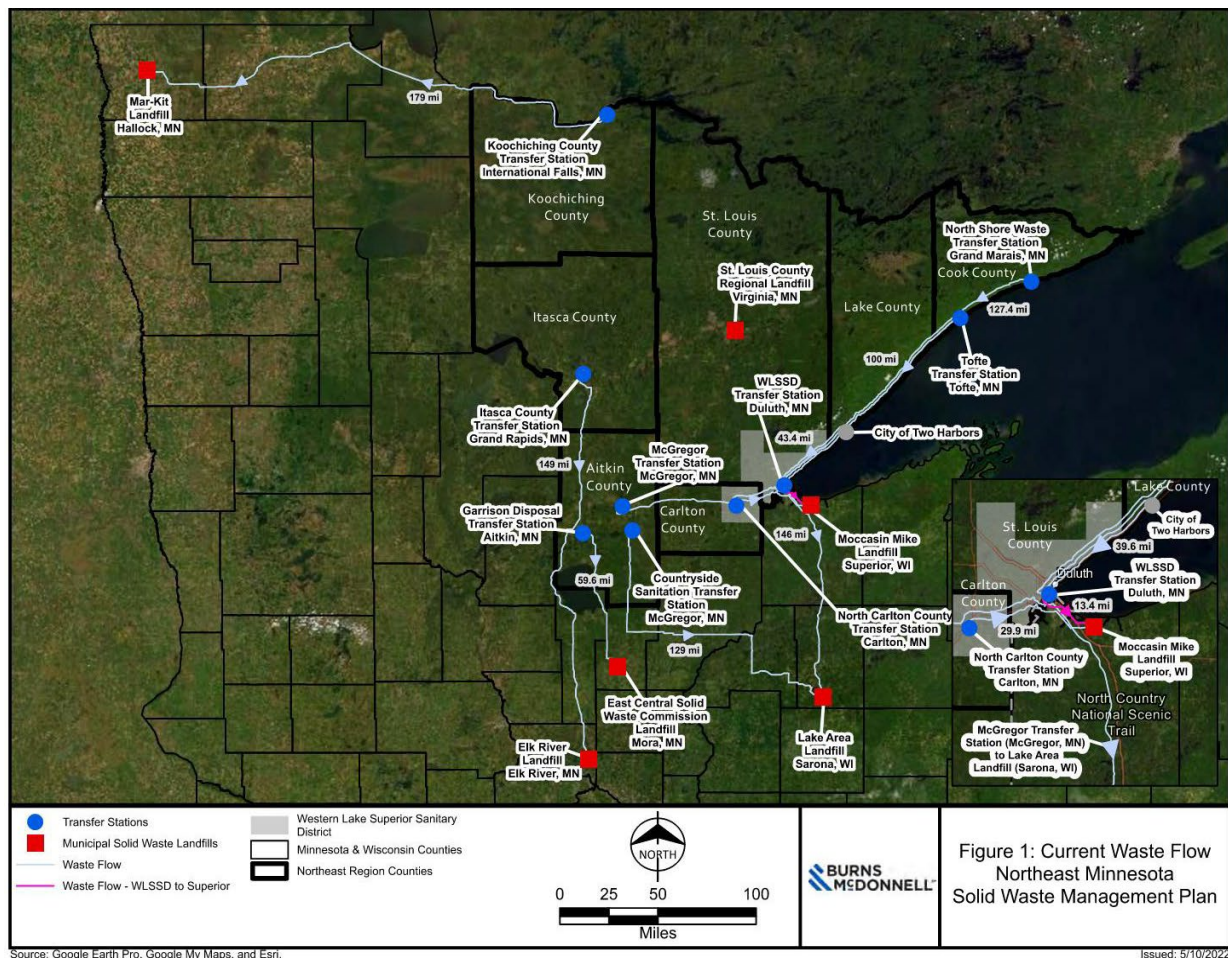 Mar-Kit
Landfill
Hallock, MN
179 mi
Koochiching County
Transfer Station
International Falls, MN
Koochiching
County
St. Louis
County
North Shore Waste
Transfer Station
Grand Marais, MN
Cook County
127.4 mi
St. Louis County
Regional Landfill
Virginia, MN
Lake County
Itasca County
100 mi
Tofte
Transfer Station
Tofte, MN
WLSSD
Transfer Station
Duluth, MN
Itasca County
Transfer Station
Grand Rapids, MN
43.4 mi
City of Two Harbors
149 mi
Aitkin
County
McGregor
Transfer Station
McGregor, MN
Garrison Disposal
Transfer Station
Aitkin, MN
Carlton
County
146 mi
Moccasin Mike
Landfill
Superior, WI
59.6 mi
Countryside
Sanitation Transfer
Station
McGregor, MN
North Carlton County
Transfer Station
Carlton, MN
129 mi
East Central Solid
Waste Commission
Landfill
Mora, MN
Elk River
Landfill
Elk River, MN
Lake Area
Landfill
Sarona, WI
Lake County
City of
Two Harbors
St. Louis
County
39.6 mi
Duluth
WLSSD
Transfer Station
Duluth, MN
Carlton
County
13.4 mi
29.9 mi
Moccasin Mike
Landfill
Superior, WI
North Carlton County
Transfer Station
Carlton, MN
North Country
National Scenic
Trail
McGregor Transfer
Station (McGregor, MN)
to Lake Area
Landfill (Sarona, WI)
Transfer Stations
Municipal Solid Waste Landfills
Waste Flow
Waste Flow - WLSSD to Superior
Western Lake Superior Sanitary
District
Minnesota & Wisconsin Counties
Northeast Region Counties
NORTH
0 25 50 100
Miles
BURNS
McDONNELL
Figure 1: Current Waste Flow
Northeast Minnesota
Solid Waste Management Plan
Source: Google Earth Pro, Google My Maps, and Esri.
Issued: 5/10/2022